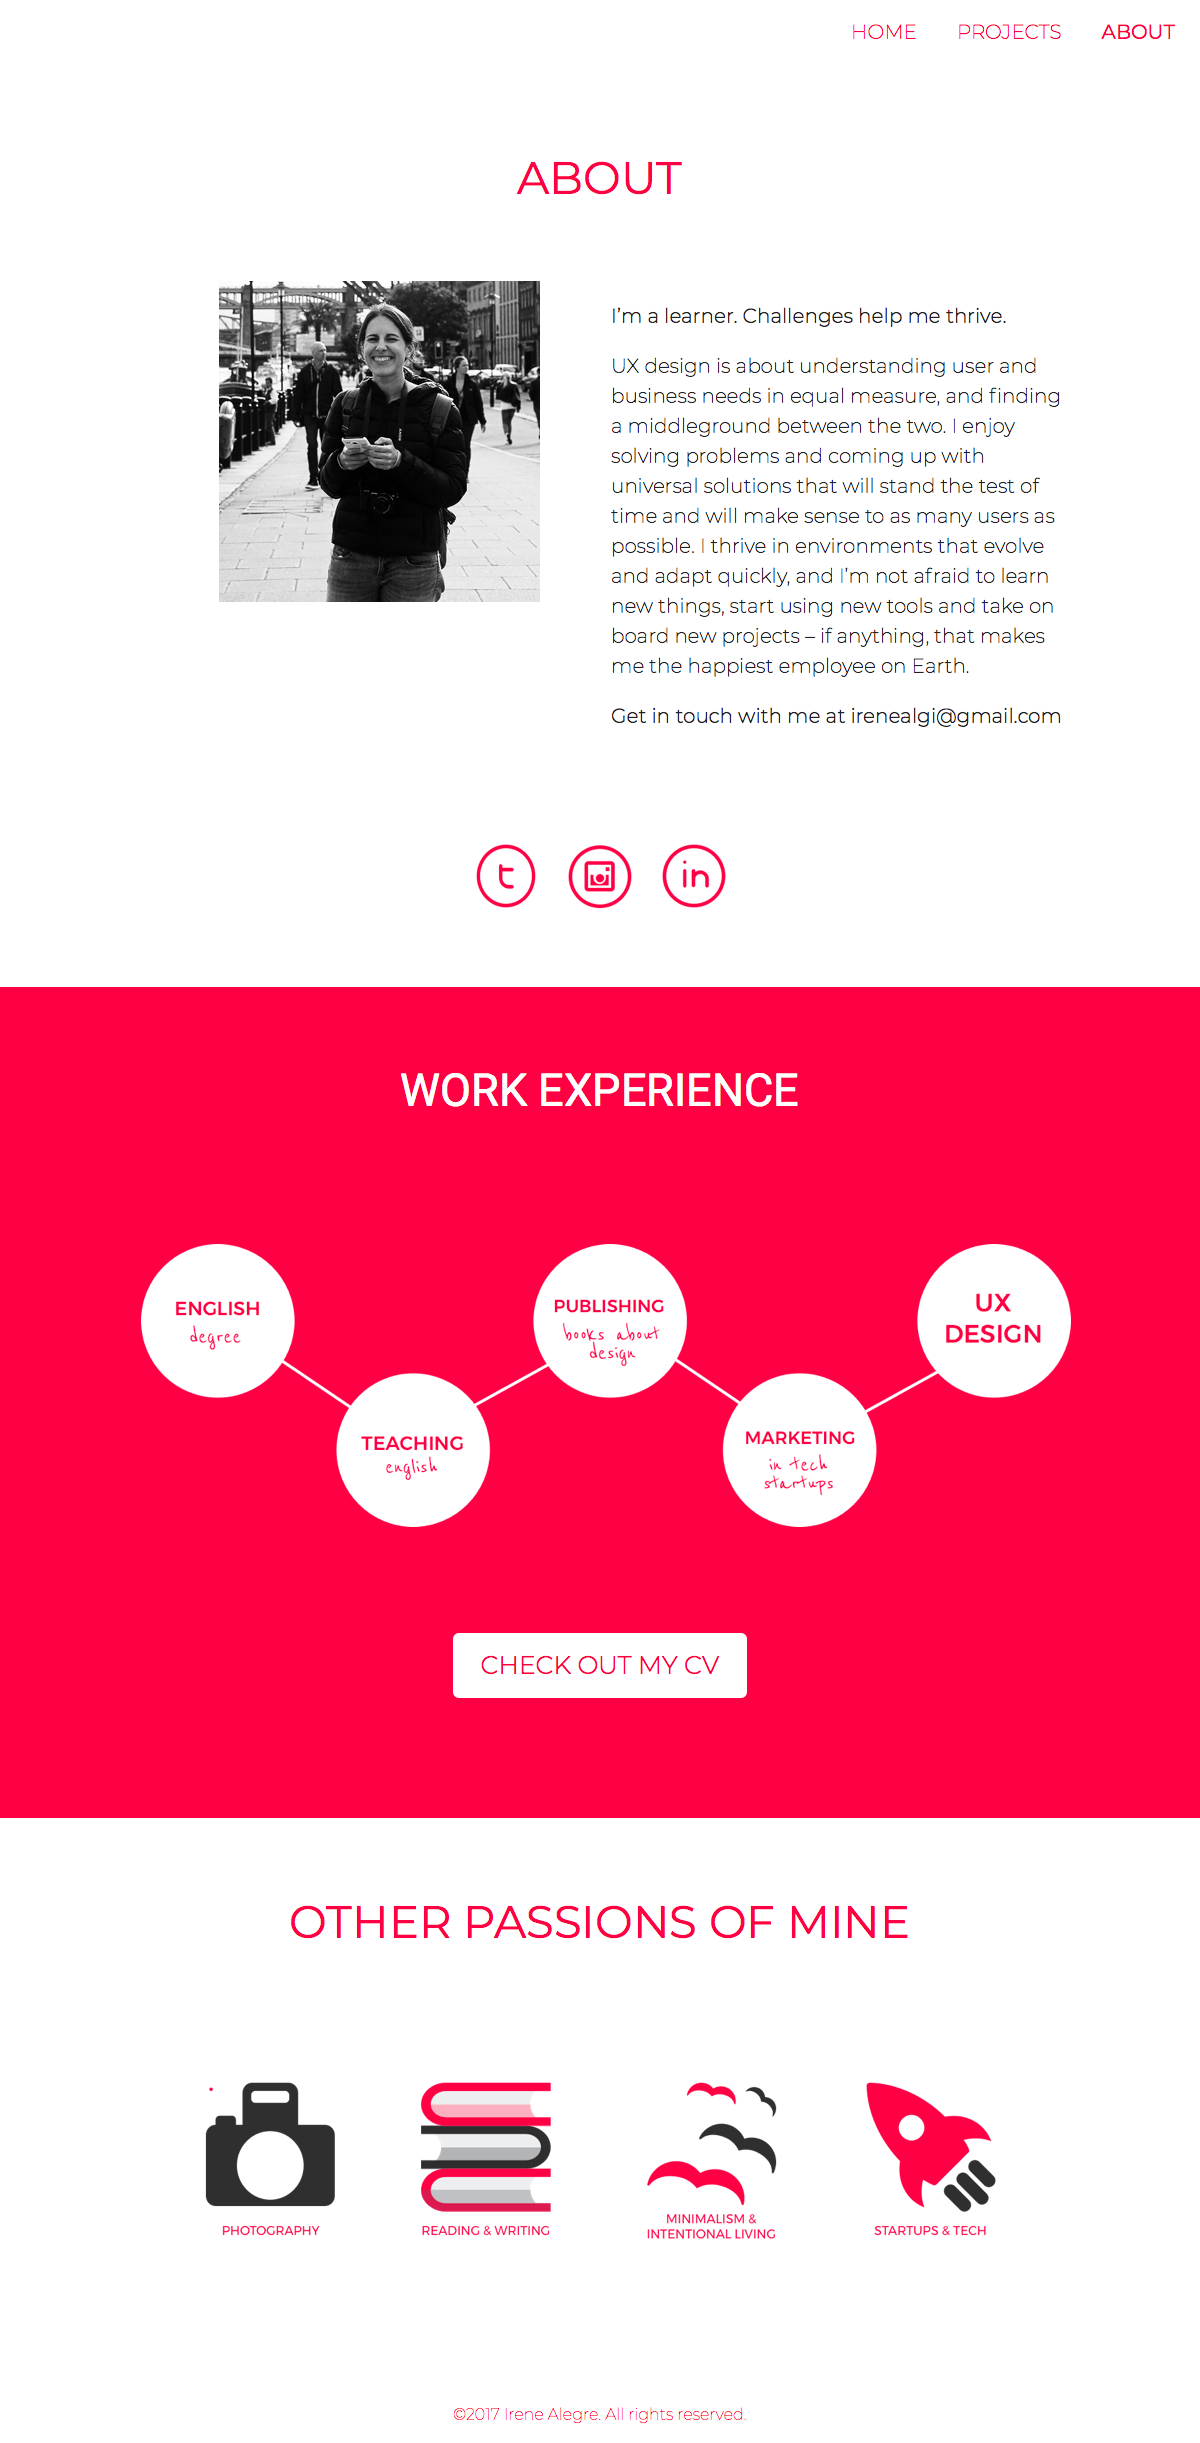 HOME PROJECTS ABOUT
ABOUT
I'm a learner. Challenges help me thrive.
UX design is about understanding user and
business needs in equal measure, and finding
a middleground between the two. I enjoy
solving problems and coming up with
universal solutions that will stand the test of
time and will make sense to as many users as
possible. I thrive in environments that evolve
and adapt quickly, and I'm not afraid to learn
new things, start using new tools and take on
board new projects – if anything, that makes
me the happiest employee on Earth.
Get in touch with me at irenealgi@gmail.com
t
in
WORK EXPERIENCE
ENGLISH
degree
TEACHING
english
PUBLISHING
books about
design
MARKETING
in tech
startups
UX
DESIGN
CHECK OUT MY CV
OTHER PASSIONS OF MINE
PHOTOGRAPHY
READING & WRITING
MINIMALISM &
INTENTIONAL LIVING
STARTUPS & TECH
©2017 Irene Alegre. All rights reserved.